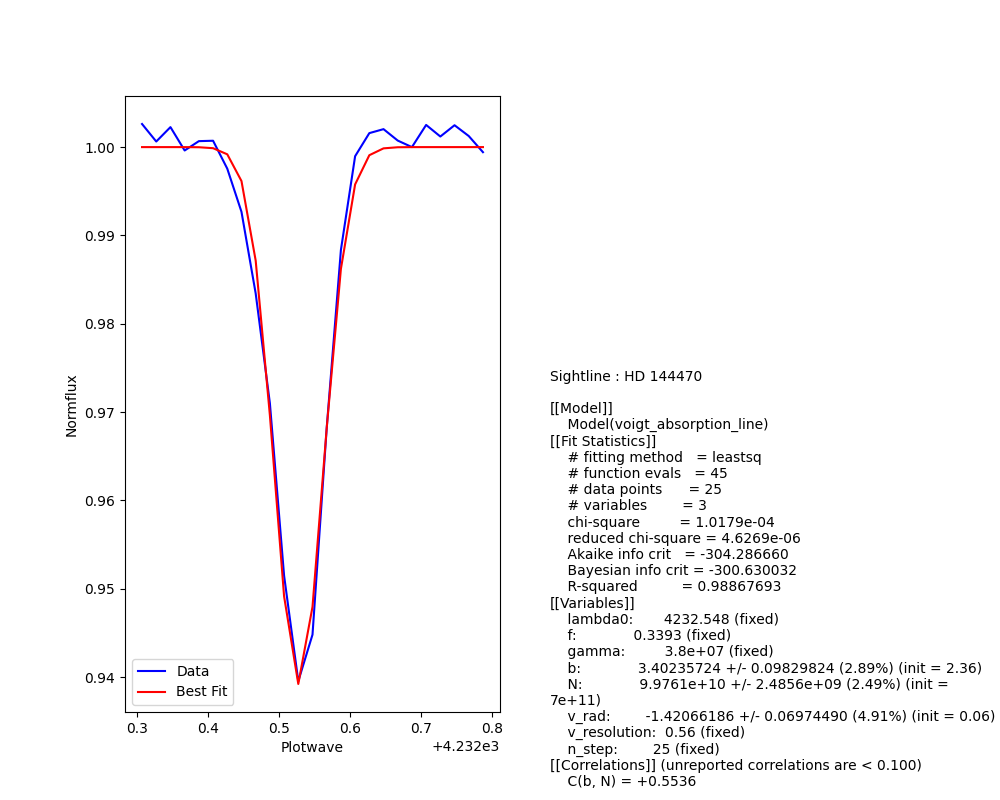 1.00
0.99
0.98
0.97
0.96
0.95
0.94
Normflux
Data
Best Fit
0.3 0.4 0.5 0.6 0.7 0.8
Plotwave
+4.232e3
Sightline : HD 144470
[[Model]]
Model(voigt_absorption_line)
[[Fit Statistics]]
# fitting method = leastsq
# function evals = 45
# data points = 25
# variables = 3
chi-square = 1.0179e-04
reduced chi-square = 4.6269e-06
Akaike info crit = -304.286660
Bayesian info crit = -300.630032
R-squared = 0.98867693
[[Variables]]
lambda0: 4232.548 (fixed)
f: 0.3393 (fixed)
gamma: 3.8e+07 (fixed)
b: 3.40235724 +/- 0.09829824 (2.89%) (init = 2.36)
N: 9.9761e+10 +/- 2.4856e+09 (2.49%) (init =
7e+11)
v_rad: -1.42066186 +/- 0.06974490 (4.91%) (init = 0.06)
v_resolution: 0.56 (fixed)
n_step: 25 (fixed)
[[Correlations]] (unreported correlations are < 0.100)
C(b, N) = +0.5536